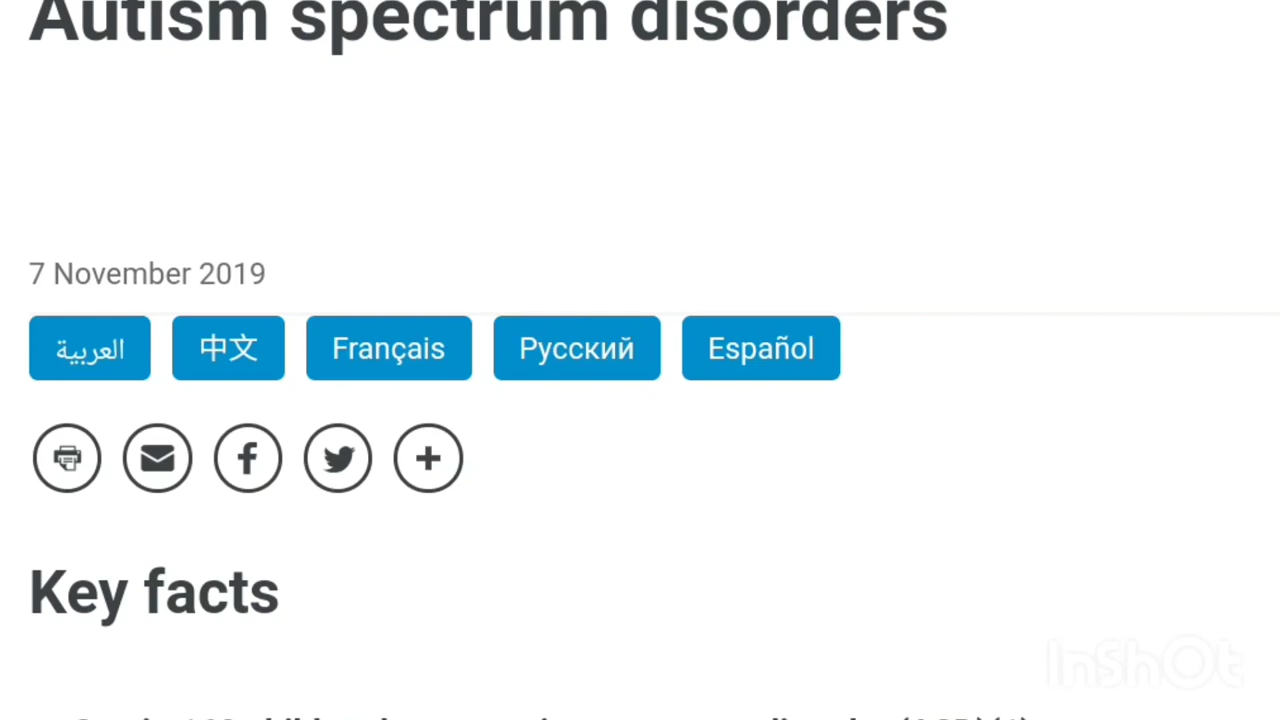 Autism spectrum disorders
7 November 2019
العربية
中文
Français
Русский
Español
Key facts
InShOt